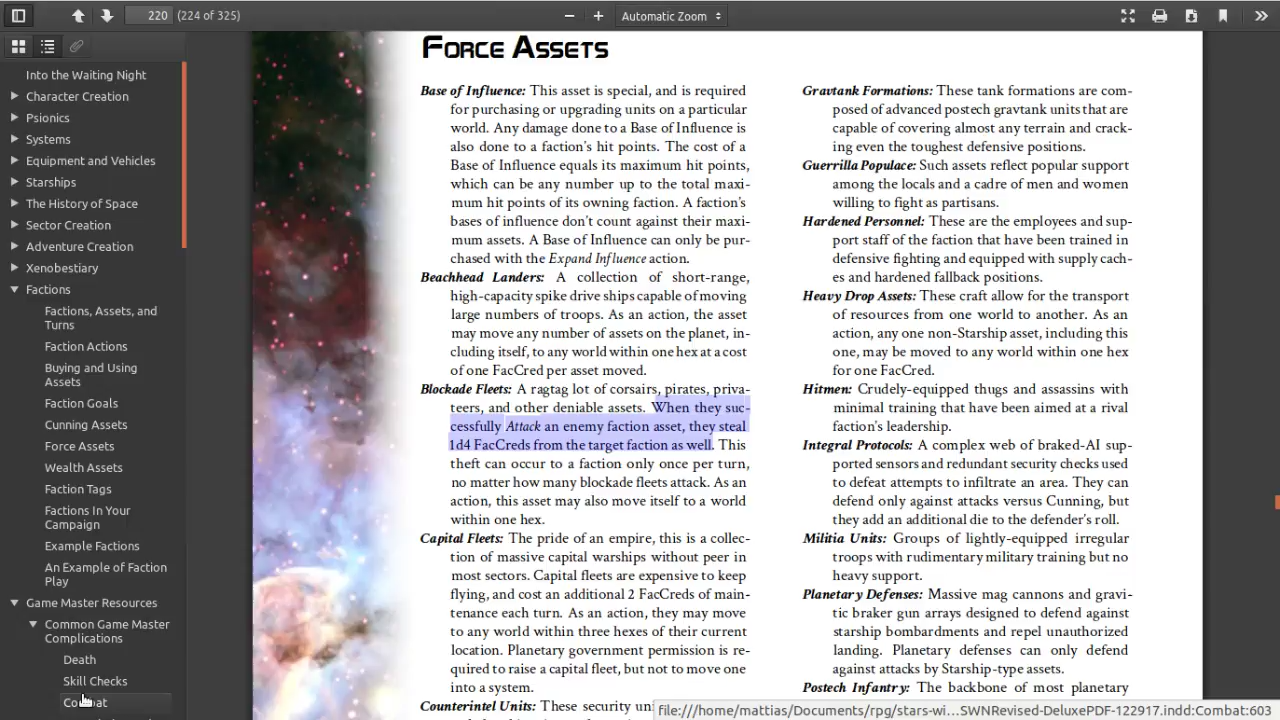 220
(224 of 325)
Automatic Zoom
Into the Waiting Night
Character Creation
Psionics
Systems
Equipment and Vehicles
Starships
The History of Space
Sector Creation
Adventure Creation
Xenobestiary
Factions
Factions, Assets, and
Turns
Faction Actions
Buying and Using
Assets
Faction Goals
Cunning Assets
Force Assets
Wealth Assets
Faction Tags
Factions In Your
Campaign
Example Factions
An Example of Faction
Play
Game Master Resources
Common Game Master
Complications
Death
Skill Checks
Combat
Force Assets
Base of Influence: This asset is special, and is required
for purchasing or upgrading units on a particular
world. Any damage done to a Base of Influence is
also done to a faction's hit points. The cost of a
Base of Influence equals its maximum hit points,
which can be any number up to the total maxi-
mum hit points of its owning faction. A faction's
bases of influence don't count against their maxi-
mum assets. A Base of Influence can only be pur-
chased with the Expand Influence action.
Beachhead Landers: A collection of short-range,
high-capacity spike drive ships capable of moving
large numbers of troops. As an action, the asset
may move any number of assets on the planet, in-
cluding itself, to any world within one hex at a cost
of one FacCred per asset moved.
Blockade Fleets: A ragtag lot of corsairs, pirates, priva-
teers, and other deniable assets. When they suc-
cessfully Attack an enemy faction asset, they steal
1d4 FacCreds from the target faction as well. This
theft can occur to a faction only once per turn,
no matter how many blockade fleets attack. As an
action, this asset may also move itself to a world
within one hex.
Capital Fleets: The pride of an empire, this is a collec-
tion of massive capital warships without peer in
most sectors. Capital fleets are expensive to keep
flying, and cost an additional 2 FacCreds of main-
tenance each turn. As an action, they may move
to any world within three hexes of their current
location. Planetary government permission is re-
quired to raise a capital fleet, but not to move one
into a system.
Counterintel Units: These security un
Gravtank Formations: These tank formations are com-
posed of advanced postech gravtank units that are
capable of covering almost any terrain and crack-
ing even the toughest defensive positions.
Guerrilla Populace: Such assets reflect popular support
among the locals and a cadre of men and women
willing to fight as partisans.
Hardened Personnel: These are the employees and sup-
port staff of the faction that have been trained in
defensive fighting and equipped with supply cach-
es and hardened fallback positions.
Heavy Drop Assets: These craft allow for the transport
of resources from one world to another. As an
action, any one non-Starship asset, including this
one, may be moved to any world within one hex
for one FacCred.
Hitmen: Crudely-equipped thugs and assassins with
minimal training that have been aimed at a rival
faction's leadership.
Integral Protocols: A complex web of braked-AI sup-
ported sensors and redundant security checks used
to defeat attempts to infiltrate an area. They can
defend only against attacks versus Cunning, but
they add an additional die to the defender's roll.
Militia Units: Groups of lightly-equipped irregular
troops with rudimentary military training but no
heavy support.
Planetary Defenses: Massive mag cannons and gravi-
tic braker gun arrays designed to defend against
starship bombardments and repel unauthorized
landing. Planetary defenses can only defend
against attacks by Starship-type assets.
Postech Infantry: The backbone of most planetary
file:///home/mattias/Documents/rpg/stars-wi…SWNRevised-DeluxePDF-122917.indd:Combat:603